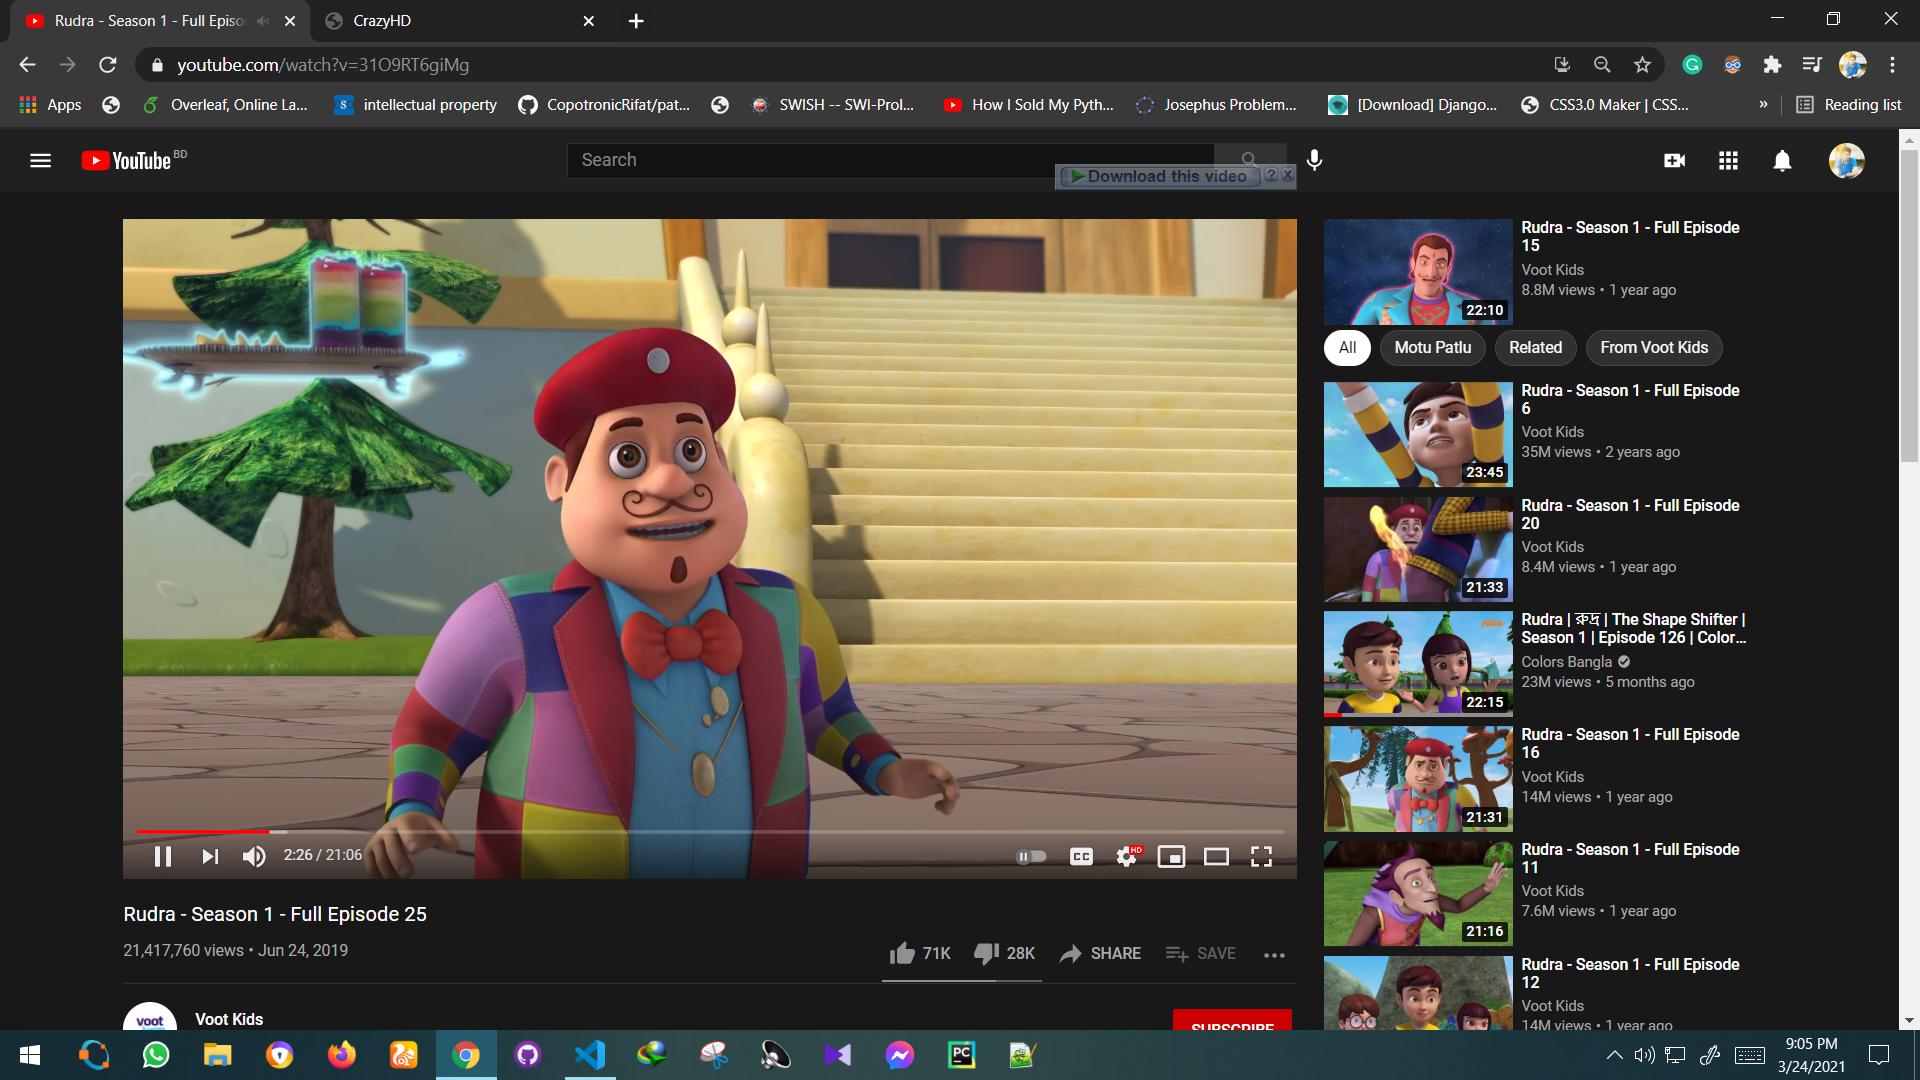 Rudra - Season 1 - Full Episo
CrazyHD
youtube.com/watch?v=31O9RT6giMg
Apps
Overleaf, Online La...
intellectual property
CopotronicRifat/pat...
SWISH -- SWI-Prol...
How I Sold My Pyth...
Josephus Problem...
[Download] Django...
CSS3.0 Maker | CSS...
»
Reading list
YouTube BD
Search
Download this video ? X
Rudra - Season 1 - Full Episode
15
Voot Kids
8.8M views • 1 year ago
22:10
All
Motu Patlu
Related
From Voot Kids
Rudra - Season 1 - Full Episode
6
Voot Kids
35M views • 2 years ago
23:45
Rudra - Season 1 - Full Episode
20
Voot Kids
8.4M views • 1 year ago
21:33
Rudra | রুদ্র | The Shape Shifter |
Season 1 | Episode 126 | Color...
Colors Bangla
23M views • 5 months ago
22:15
Rudra - Season 1 - Full Episode
16
Voot Kids
14M views • 1 year ago
21:31
Rudra - Season 1 - Full Episode
11
Voot Kids
7.6M views • 1 year ago
21:16
Rudra - Season 1 - Full Episode
12
Voot Kids
14M views • 1 year ago
2:26 / 21:06
CC
HD
Rudra - Season 1 - Full Episode 25
21,417,760 views • Jun 24, 2019
71K
28K
SHARE
SAVE
voot
Voot Kids
SUBSCRIBE
PC
9:05 PM
3/24/2021